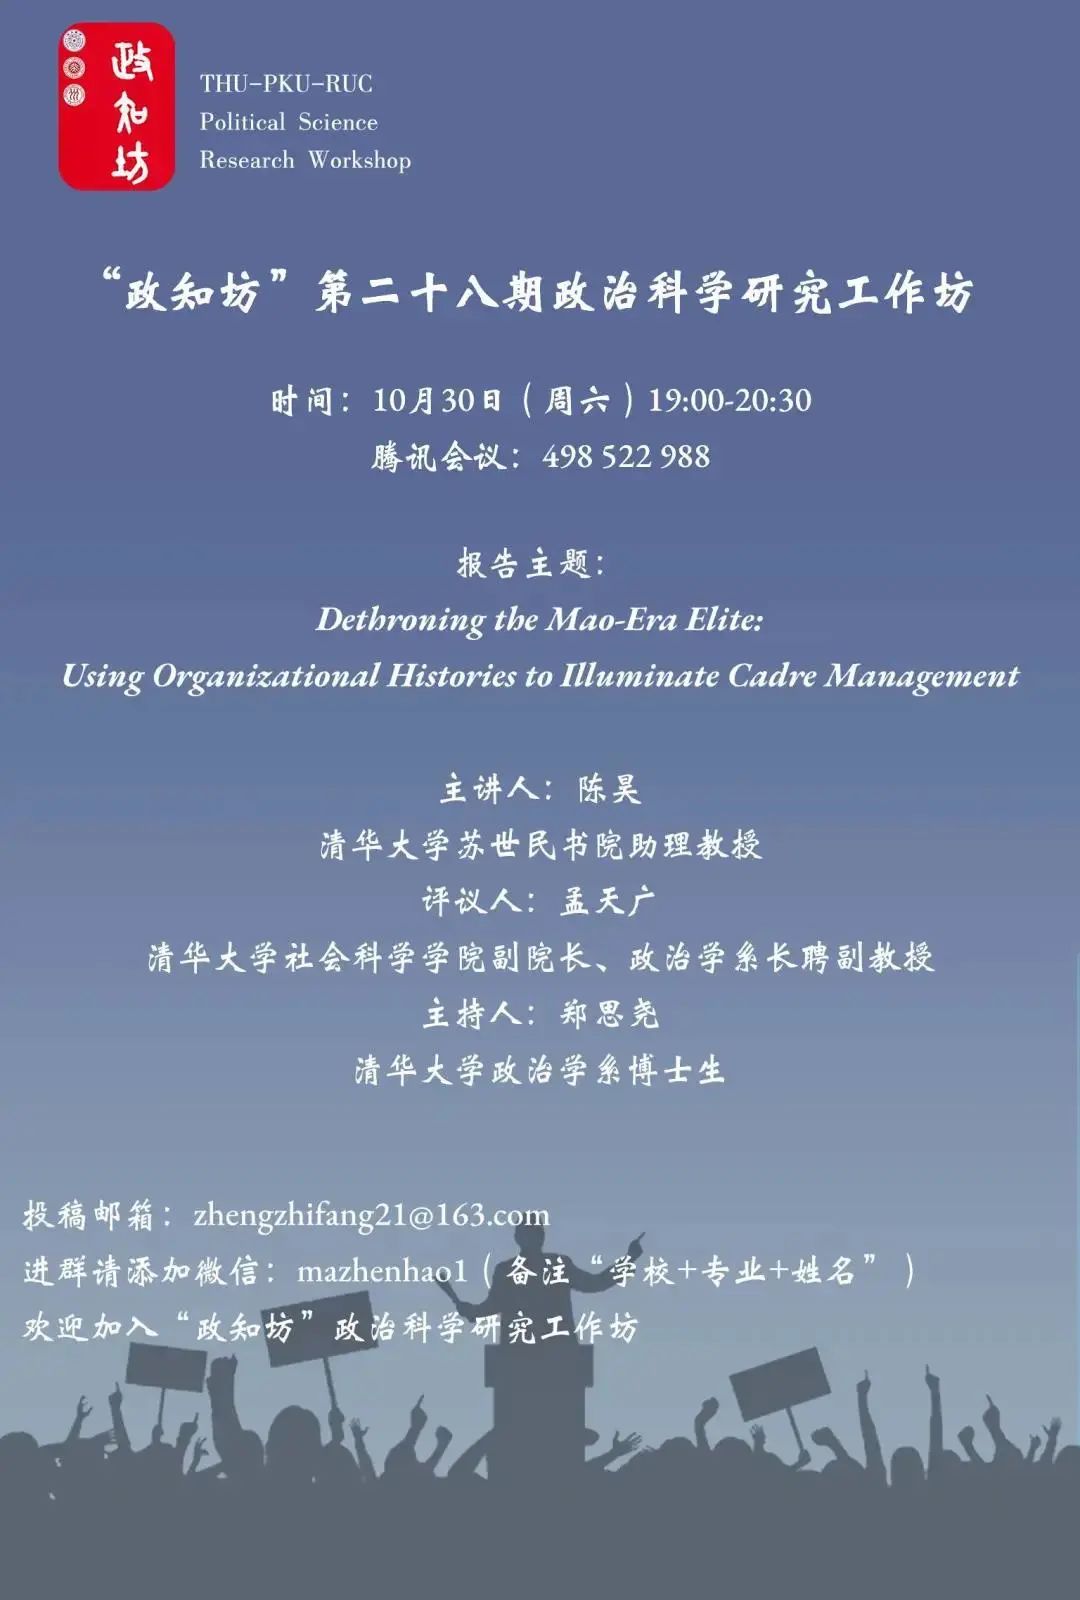 政知坊
THU-PKU-RUC
Political Science
Research Workshop
“政知坊”第二十八期政治科学研究工作坊
时间：10月30日（周六）19:00-20:30
腾讯会议：498 522 988
报告主题：
Dethroning the Mao-Era Elite:
Using Organizational Histories to Illuminate Cadre Management
主讲人：陈昊
清华大学苏世民书院助理教授
评议人：孟天广
清华大学社会科学学院副院长、政治学系长聘副教授
主持人：郑思尧
清华大学政治学系博士生
投稿邮箱：zhengzhifang21@163.com
进群请添加微信：mazhenhao1（备注“学校+专业+姓名”）
欢迎加入“政知坊”政治科学研究工作坊